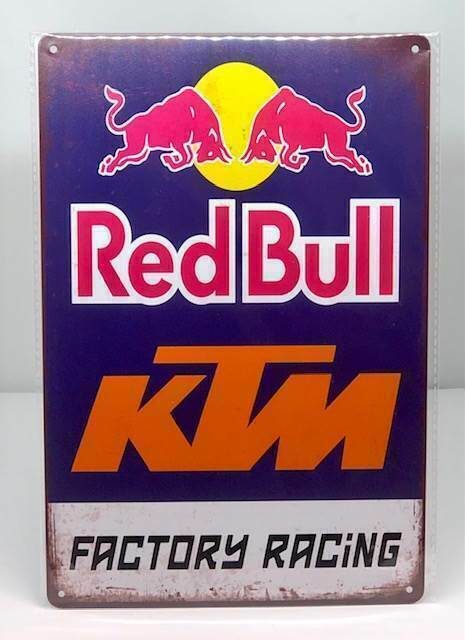 Red Bull
KTM
FACTORY RACiNG